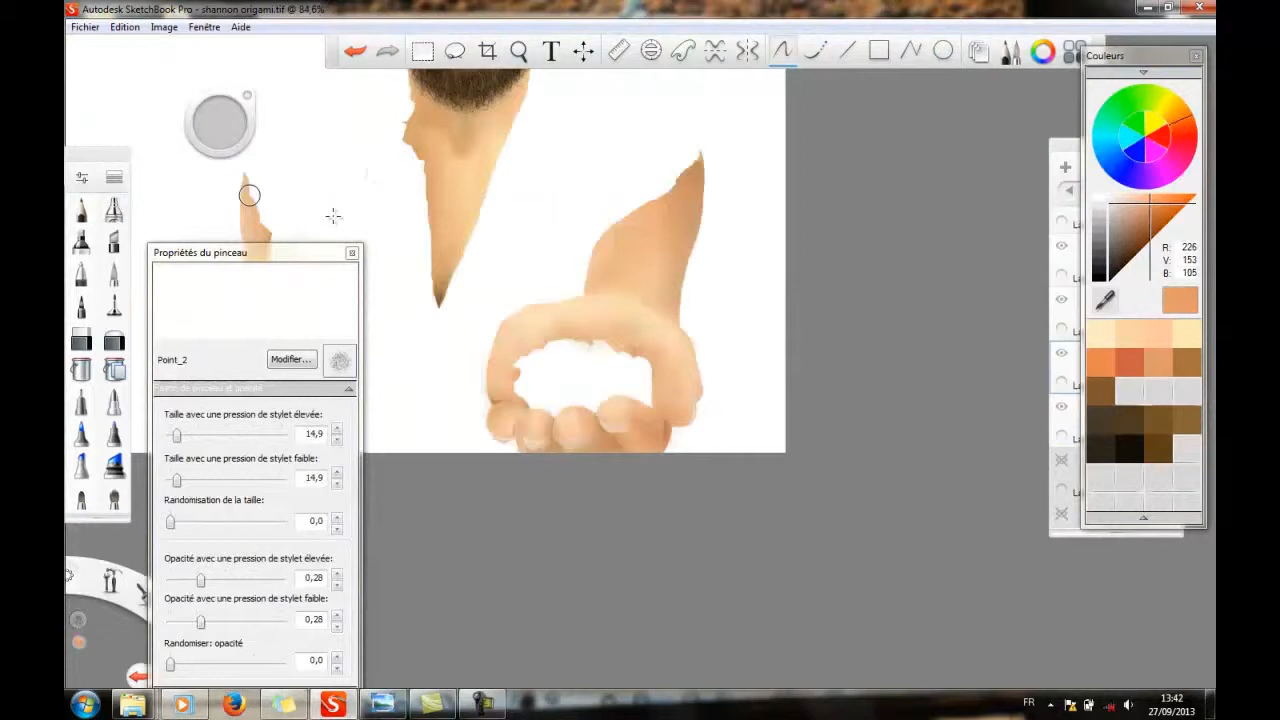 Autodesk SketchBook Pro - shannon origami.tif @ 84,6%
Fichier Edition Image Fenêtre Aide
T
Couleurs
R: 226
V: 153
B: 105
Propriétés du pinceau
Point_2
Modifier...
Taille avec une pression de stylet élevée:
14,9
Taille avec une pression de stylet faible:
14,9
Randomisation de la taille:
0,0
Opacité avec une pression de stylet élevée:
0,28
Opacité avec une pression de stylet faible:
0,28
Randomiser: opacité
0,0
FR
13:42
27/09/2013